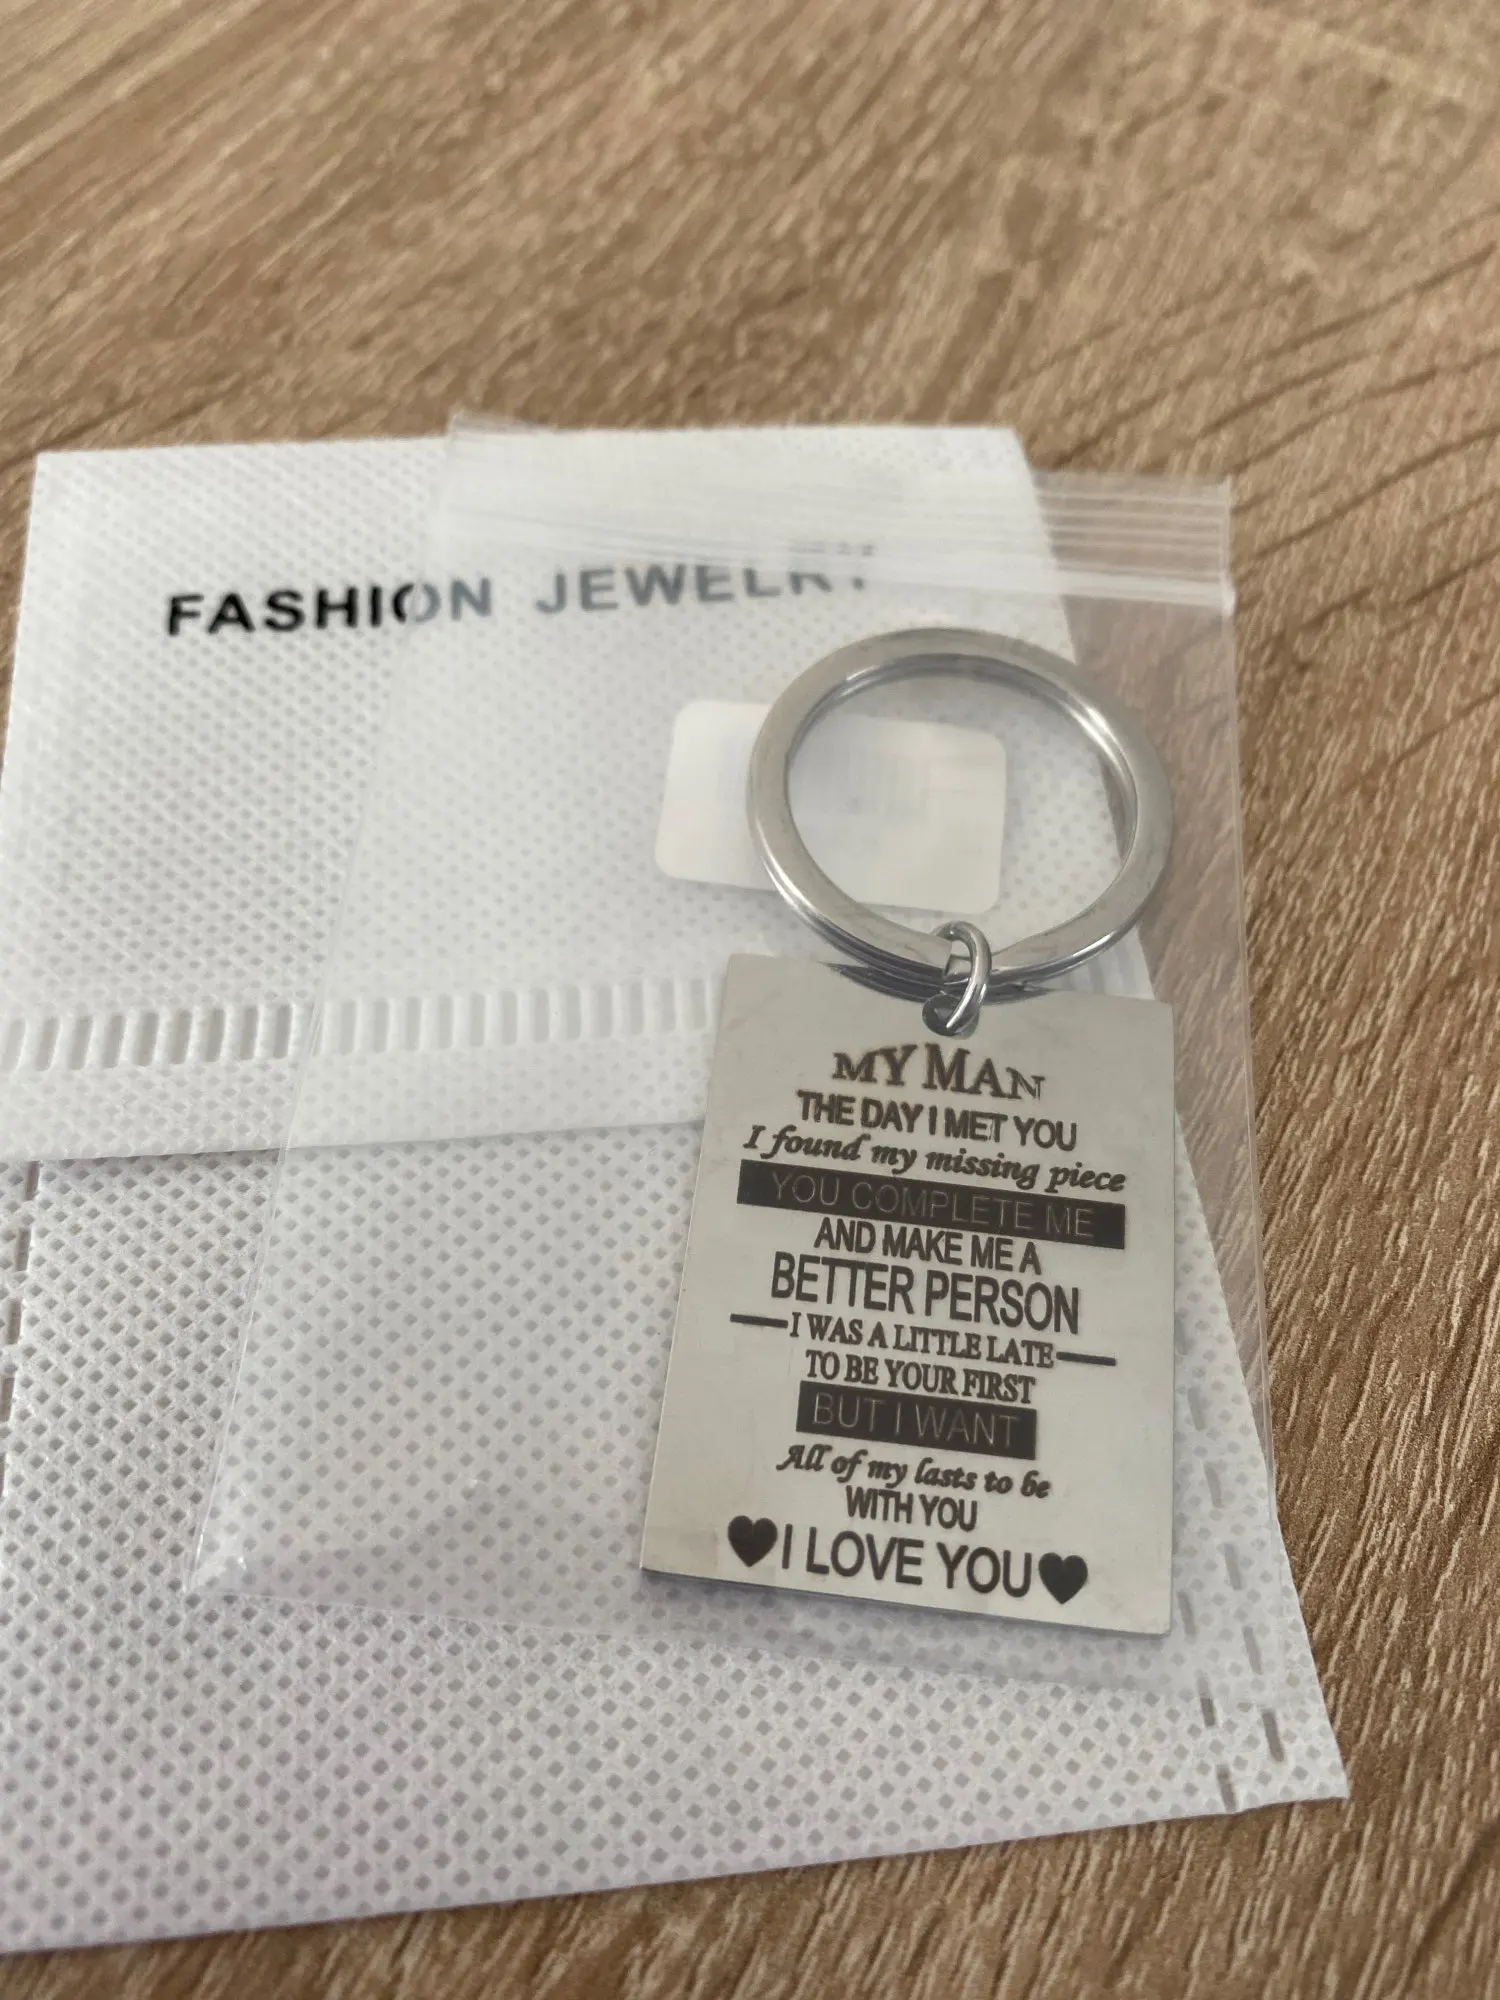 FASHION JEWELRY
MY MAN
THE DAY I MET YOU
I found my missing piece
YOU COMPLETE ME
AND MAKE ME A
BETTER PERSON
I WAS A LITTLE LATE
TO BE YOUR FIRST
BUT I WANT
All of my lasts to be
WITH YOU
♥I LOVE YOU♥